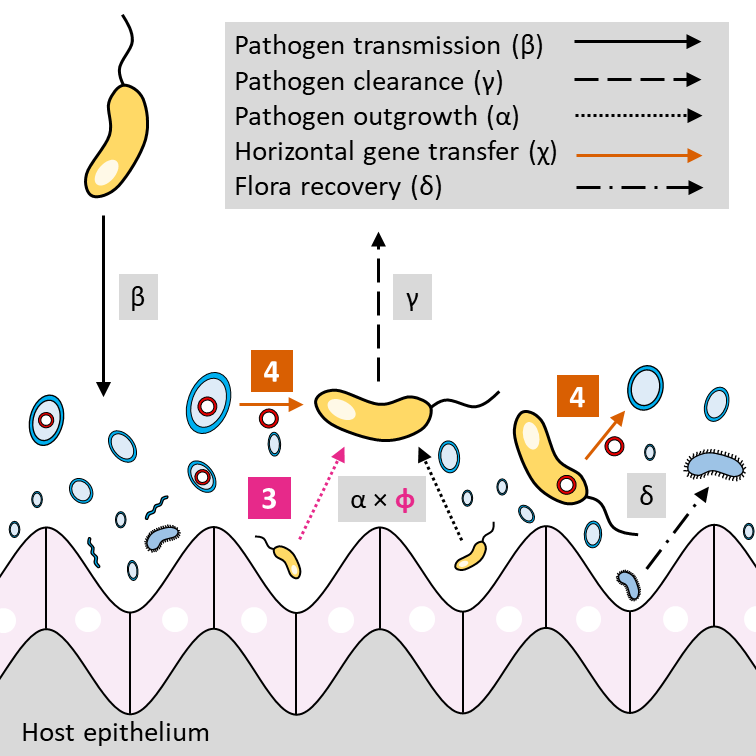 Pathogen transmission (β)
Pathogen clearance (γ)
Pathogen outgrowth (α)
Horizontal gene transfer (χ)
Flora recovery (δ)
β
γ
4
4
3
α × ϕ
δ
Host epithelium